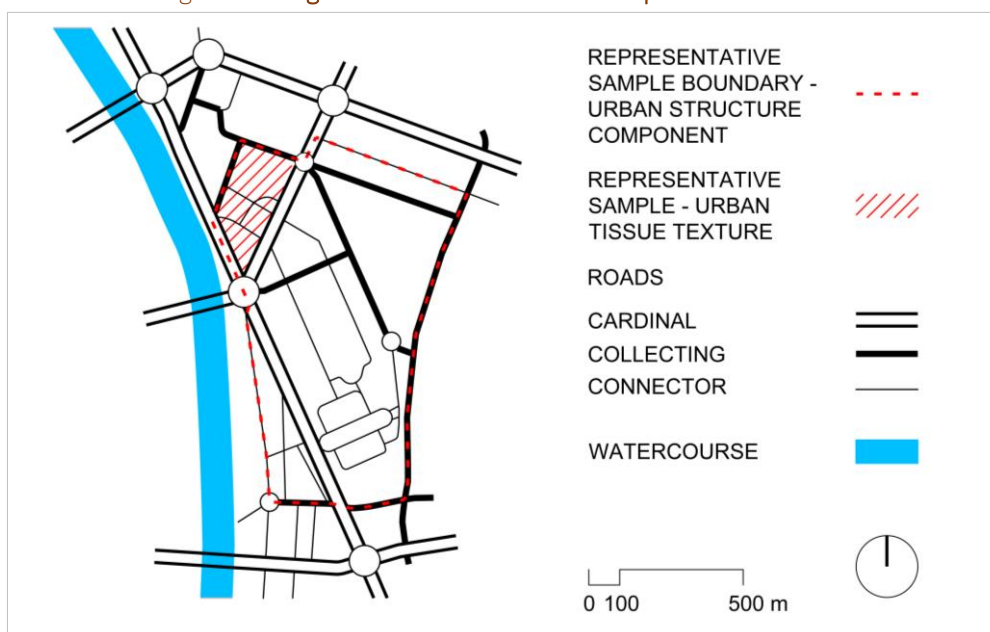 REPRESENTATIVE
SAMPLE BOUNDARY -
URBAN STRUCTURE
COMPONENT
REPRESENTATIVE
SAMPLE - URBAN
TISSUE TEXTURE
ROADS
CARDINAL
COLLECTING
CONNECTOR
WATERCOURSE
0 100 500 m